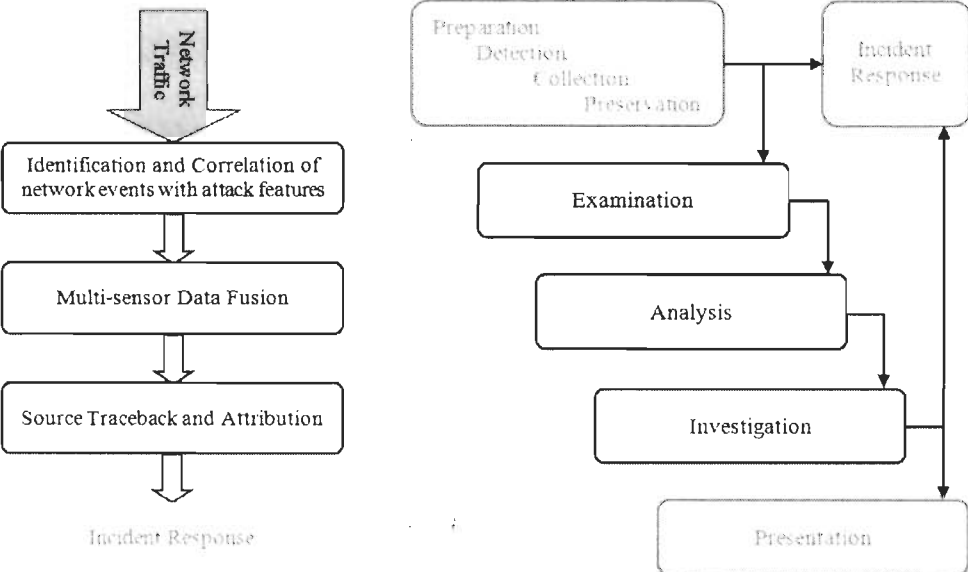 Network
Traffic
Identification and Correlation of
network events with attack features
Multi-sensor Data Fusion
Source Traceback and Attribution
Incident Response
Preparation
Detection
Collection
Preservation
Incident
Response
Examination
Analysis
Investigation
Presentation